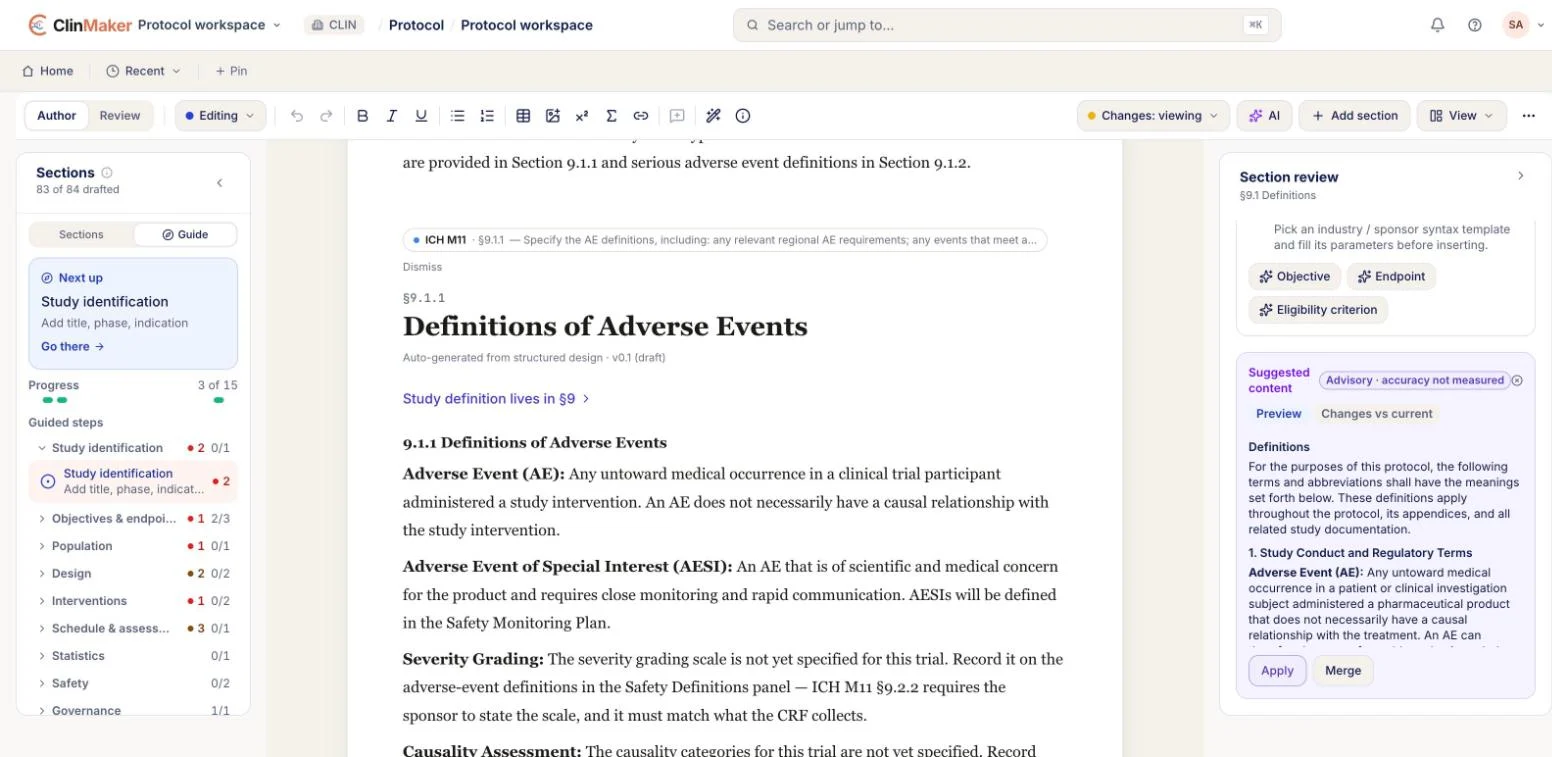 ClinMaker Protocol workspace CLIN / Protocol / Protocol workspace Search or jump to... ⌘K SA
Home Recent + Pin
Author Review Editing B I U x² Σ Changes: viewing AI + Add section View ...
Sections
83 of 84 drafted
Sections Guide
Next up
Study identification
Add title, phase, indication
Go there →
Progress 3 of 15
Guided steps
Study identification 2 0/1
Study identification
Add title, phase, indicat... 2
Objectives & endpoi... 1 2/3
Population 1 0/1
Design 2 0/2
Interventions 1 0/2
Schedule & assess... 3 0/1
Statistics 0/1
Safety 0/2
Governance 1/1
are provided in Section 9.1.1 and serious adverse event definitions in Section 9.1.2.
ICH M11 · §9.1.1 — Specify the AE definitions, including: any relevant regional AE requirements; any events that meet a...
Dismiss
§9.1.1
Definitions of Adverse Events
Auto-generated from structured design · v0.1 (draft)
Study definition lives in §9 >
9.1.1 Definitions of Adverse Events
Adverse Event (AE): Any untoward medical occurrence in a clinical trial participant
administered a study intervention. An AE does not necessarily have a causal relationship with
the study intervention.
Adverse Event of Special Interest (AESI): An AE that is of scientific and medical concern
for the product and requires close monitoring and rapid communication. AESIs will be defined
in the Safety Monitoring Plan.
Severity Grading: The severity grading scale is not yet specified for this trial. Record it on the
adverse-event definitions in the Safety Definitions panel — ICH M11 §9.2.2 requires the
sponsor to state the scale, and it must match what the CRF collects.
Causality Assessment: The causality categories for this trial are not yet specified. Record
Section review
§9.1 Definitions
Pick an industry / sponsor syntax template
and fill its parameters before inserting.
Objective Endpoint
Eligibility criterion
Suggested
content
Advisory · accuracy not measured
Preview Changes vs current
Definitions
For the purposes of this protocol, the following
terms and abbreviations shall have the meanings
set forth below. These definitions apply
throughout the protocol, its appendices, and all
related study documentation.
1. Study Conduct and Regulatory Terms
Adverse Event (AE): Any untoward medical
occurrence in a patient or clinical investigation
subject administered a pharmaceutical product
that does not necessarily have a causal
relationship with the treatment. An AE can
Apply Merge